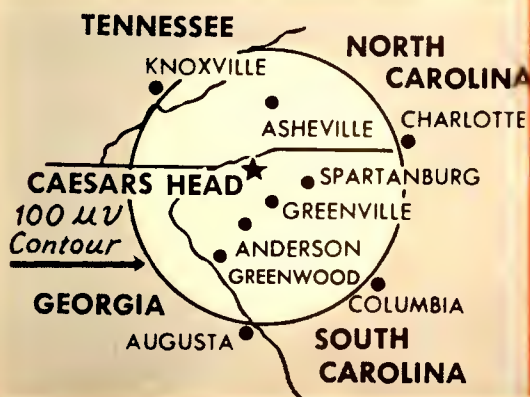 TENNESSEE
NORTH
CAROLINA
KNOXVILLE
ASHEVILLE
CHARLOTTE
CAESARS HEAD
SPARTANBURG
100 µV
Contour
GREENVILLE
ANDERSON
GREENWOOD
GEORGIA
COLUMBIA
AUGUSTA
SOUTH
CAROLINA